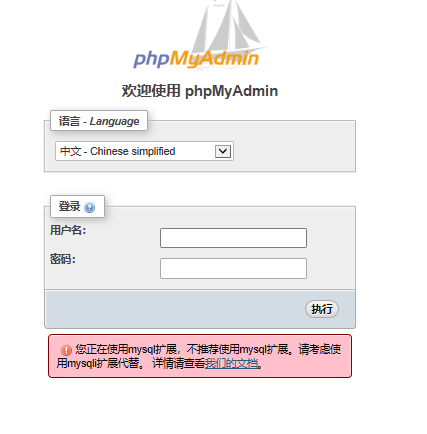 phpMyAdmin
欢迎使用 phpMyAdmin
语言 - Language
中文 - Chinese simplified
登录
用户名:
密码:
执行
您正在使用mysql扩展，不推荐使用mysql扩展。请考虑使
用mysqli扩展代替。 详情请查看我们的文档。